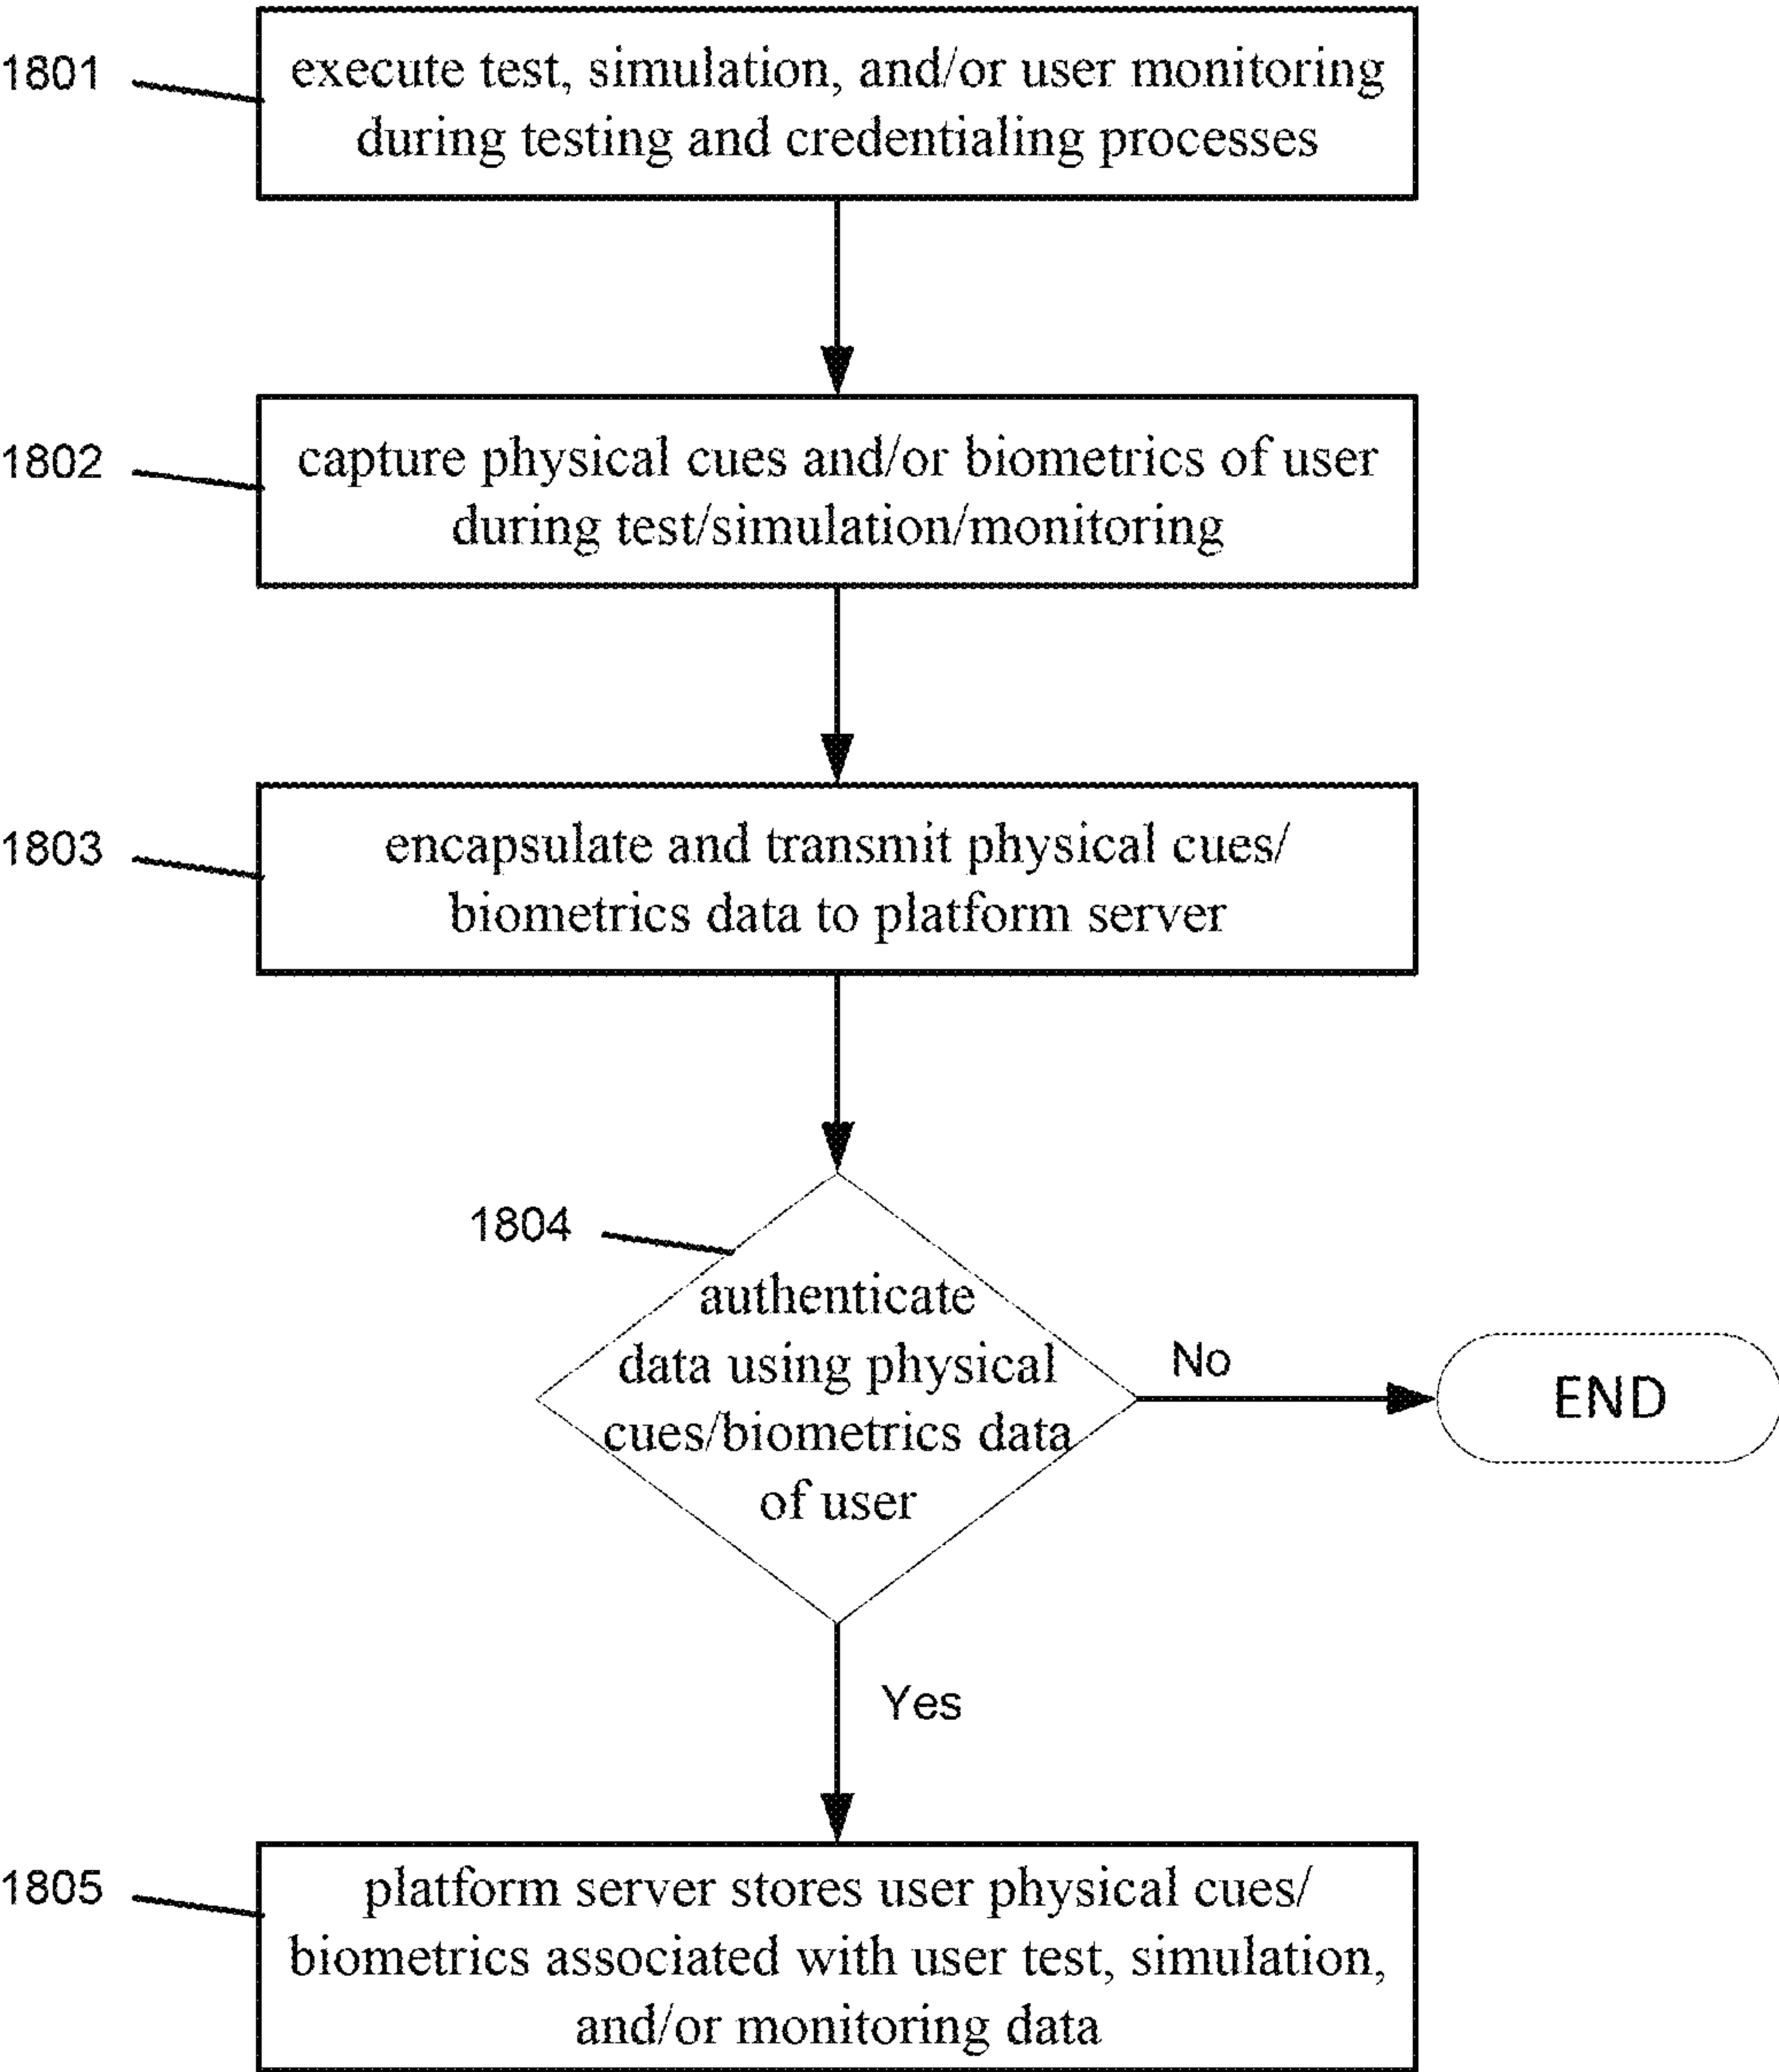 1801
execute test, simulation, and/or user monitoring
during testing and credentialing processes
1802
capture physical cues and/or biometrics of user
during test/simulation/monitoring
1803
encapsulate and transmit physical cues/
biometrics data to platform server
1804
authenticate
data using physical
cues/biometrics data
of user
No
END
Yes
1805
platform server stores user physical cues/
biometrics associated with user test, simulation,
and/or monitoring data